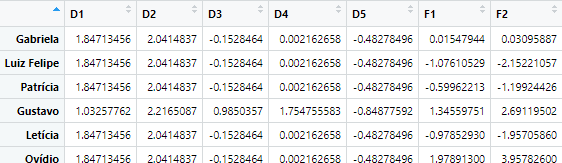 D1 D2 D3 D4 D5 F1 F2
Gabriela 1.84713456 2.0414837 -0.1528464 0.002162658 -0.48278496 0.01547944 0.03095887
Luiz Felipe 1.84713456 2.0414837 -0.1528464 0.002162658 -0.48278496 -1.07610529 -2.15221057
Patrícia 1.84713456 2.0414837 -0.1528464 0.002162658 -0.48278496 -0.59962213 -1.19924426
Gustavo 1.03257762 2.2165087 0.9850357 1.754755583 -0.84877592 1.34559751 2.69119502
Letícia 1.84713456 2.0414837 -0.1528464 0.002162658 -0.48278496 -0.97852930 -1.95705860
Ovídio 1.84713456 2.0414837 -0.1528464 0.002162658 -0.48278496 1.97891300 3.95782600